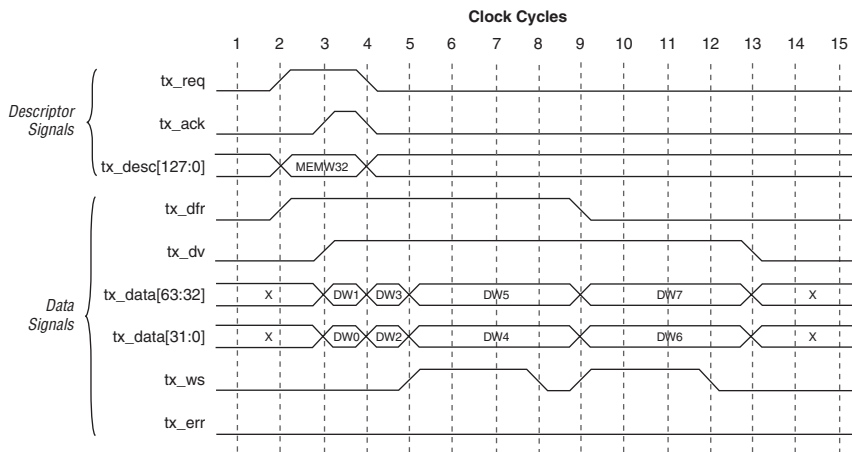 Clock Cycles
1 2 3 4 5 6 7 8 9 10 11 12 13 14 15
tx_req
Descriptor
Signals
tx_ack
tx_desc[127:0] MEMW32
tx_dfr
tx_dv
tx_data[63:32] X DW1 DW3 DW5 DW7 X
Data
Signals
tx_data[31:0] X DW0 DW2 DW4 DW6 X
tx_ws
tx_err